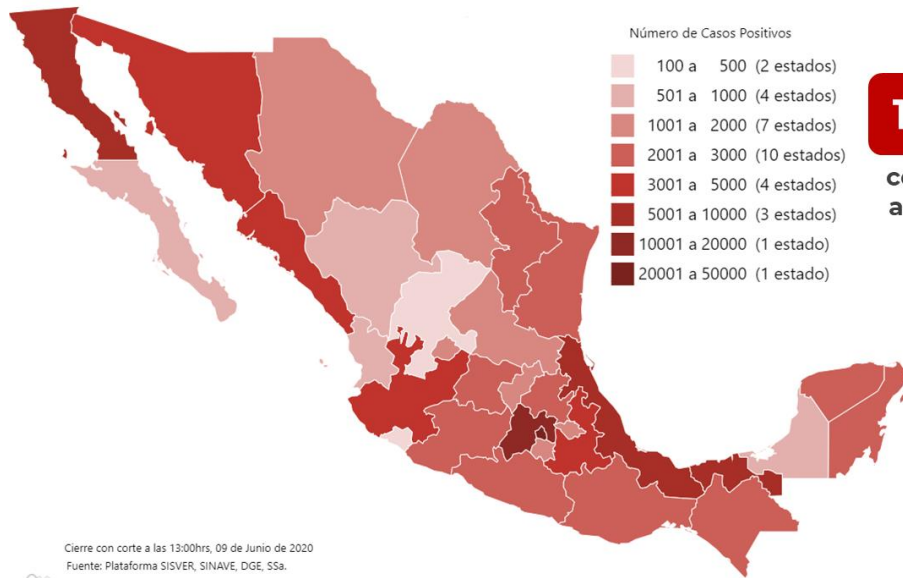 Número de Casos Positivos
100 a 500 (2 estados)
501 a 1000 (4 estados)
1001 a 2000 (7 estados)
2001 a 3000 (10 estados)
3001 a 5000 (4 estados)
5001 a 10000 (3 estados)
10001 a 20000 (1 estado)
20001 a 50000 (1 estado)
Cierre con corte a las 13:00hrs, 09 de Junio de 2020
Fuente: Plataforma SISVER, SINAVE, DGE, SSa.